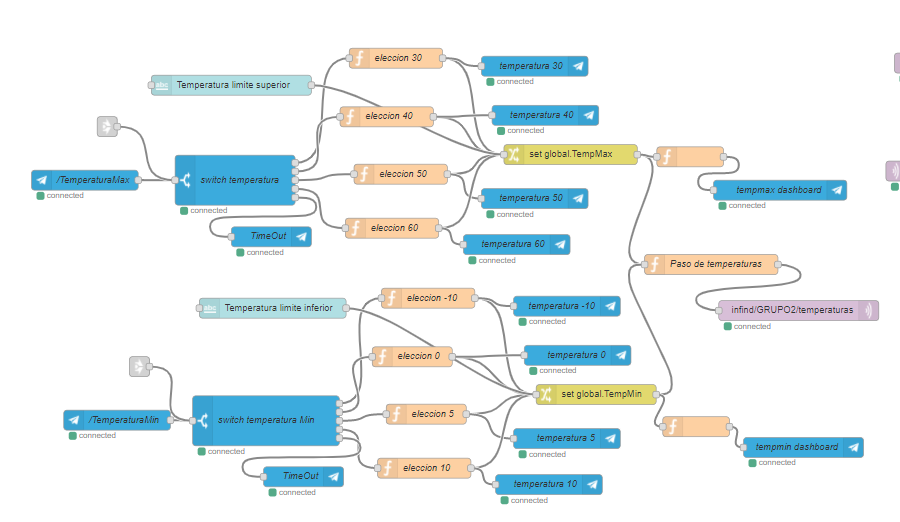 eleccion 30
temperatura 30
connected
abc
Temperatura limite superior
eleccion 40
temperatura 40
connected
set global.TempMax
/TemperaturaMax
connected
switch temperatura
connected
eleccion 50
temperatura 50
connected
tempmax dashboard
connected
TimeOut
connected
eleccion 60
temperatura 60
connected
Paso de temperaturas
infind/GRUPO2/temperaturas
connected
abc
Temperatura limite inferior
eleccion -10
temperatura -10
connected
eleccion 0
temperatura 0
connected
set global.TempMin
/TemperaturaMin
connected
switch temperatura Min
connected
eleccion 5
temperatura 5
connected
tempmin dashboard
connected
TimeOut
connected
eleccion 10
temperatura 10
connected